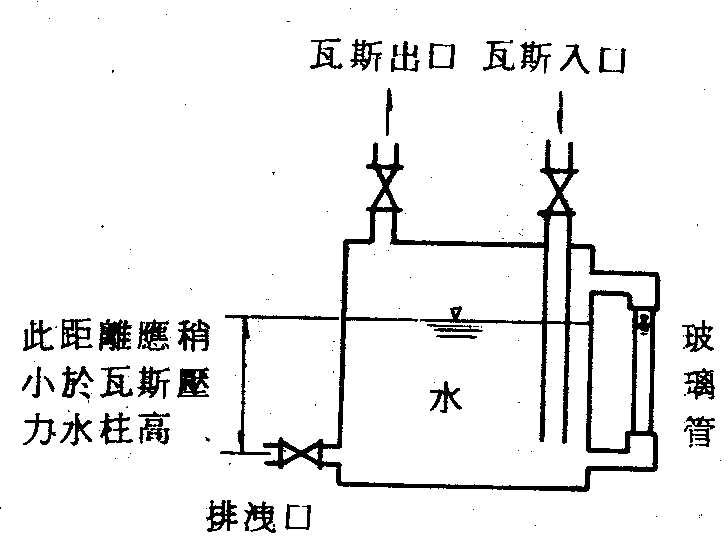 瓦斯出口 瓦斯入口
此距離應稍
小於瓦斯壓
力水柱高
水
玻
璃
管
排洩口